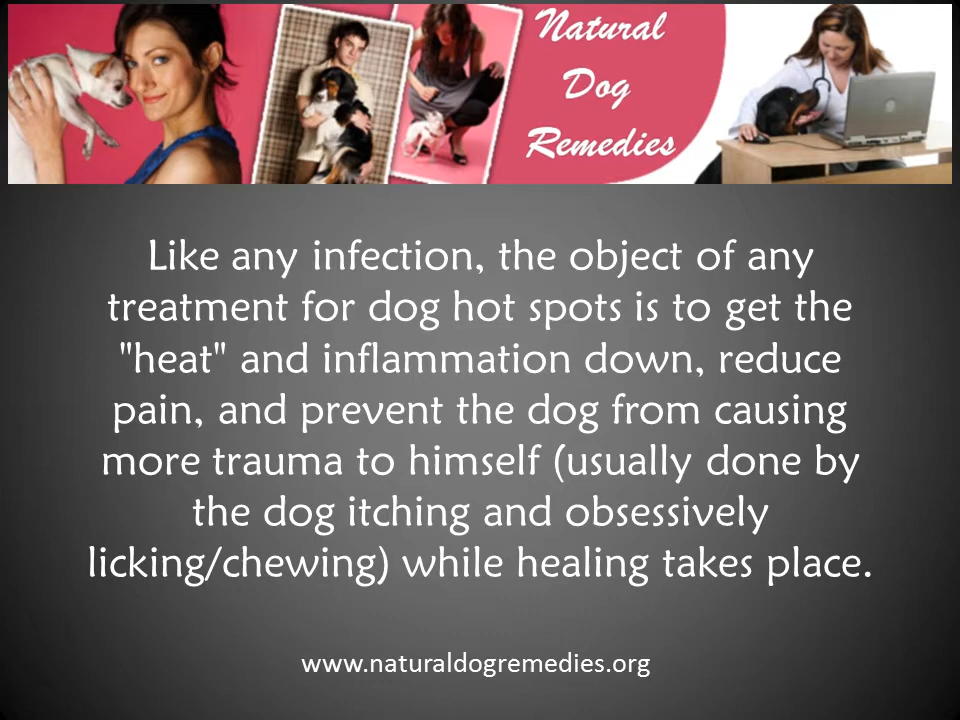 Natural
Dog
Remedies
Like any infection, the object of any
treatment for dog hot spots is to get the
"heat" and inflammation down, reduce
pain, and prevent the dog from causing
more trauma to himself (usually done by
the dog itching and obsessively
licking/chewing) while healing takes place.
www.naturaldogremedies.org